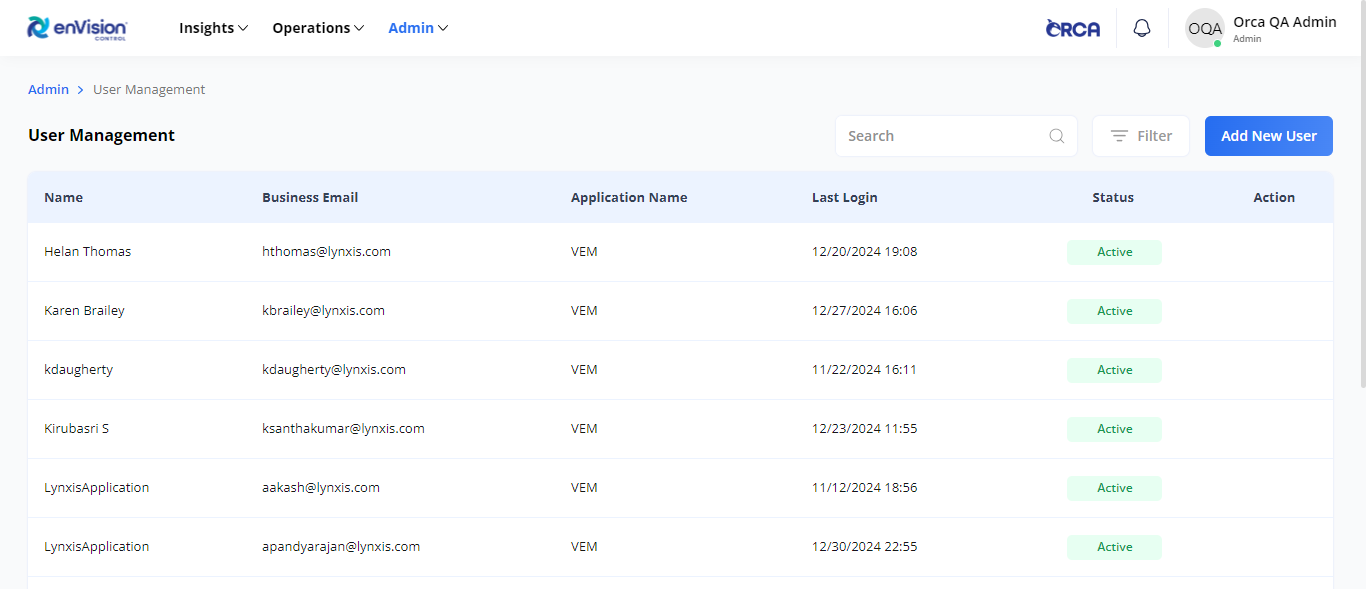 enVision CONTROL Insights Operations Admin ORCA OQA Orca QA Admin
Admin
Admin > User Management
User Management Search Filter Add New User
Name Business Email Application Name Last Login Status Action
Helan Thomas hthomas@lynxis.com VEM 12/20/2024 19:08 Active
Karen Brailey kbrailey@lynxis.com VEM 12/27/2024 16:06 Active
kdaugherty kdaugherty@lynxis.com VEM 11/22/2024 16:11 Active
Kirubasri S ksanthakumar@lynxis.com VEM 12/23/2024 11:55 Active
LynxisApplication aakash@lynxis.com VEM 11/12/2024 18:56 Active
LynxisApplication apandyarajan@lynxis.com VEM 12/30/2024 22:55 Active